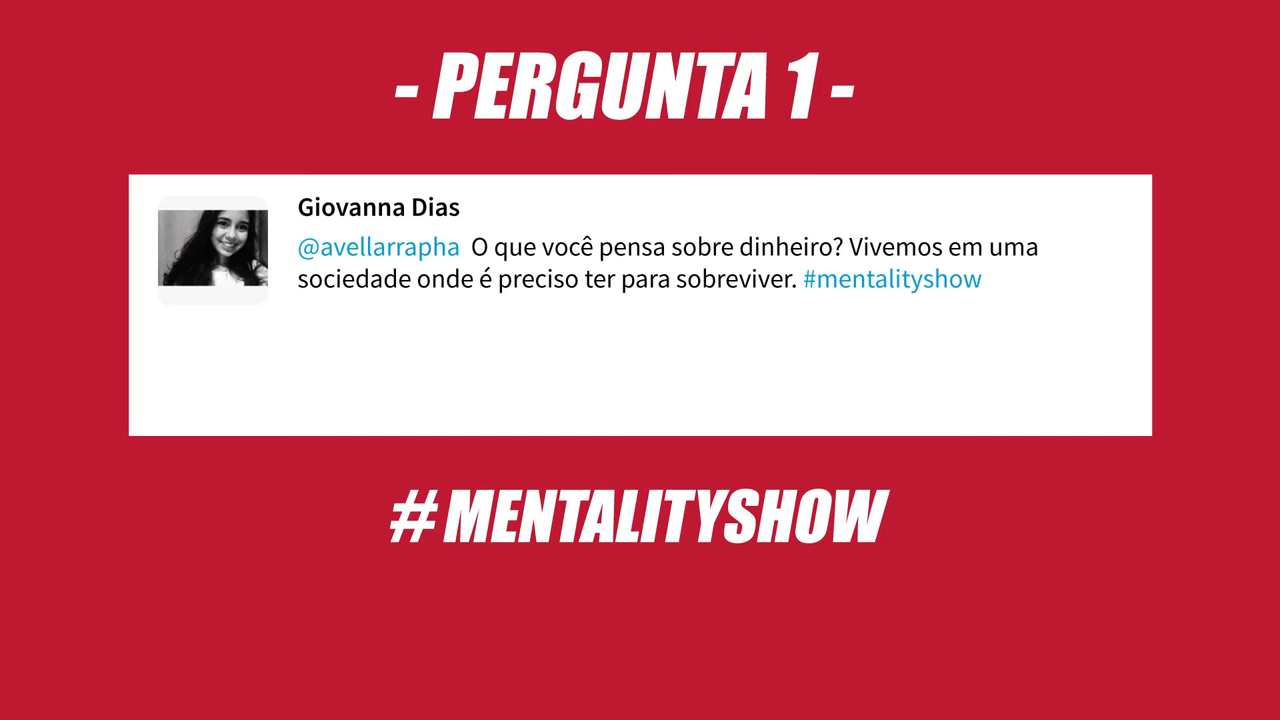 - PERGUNTA 1 -
Giovanna Dias
@avellarrapha O que você pensa sobre dinheiro? Vivemos em uma
sociedade onde é preciso ter para sobreviver. #mentalityshow
#MENTALITYSHOW